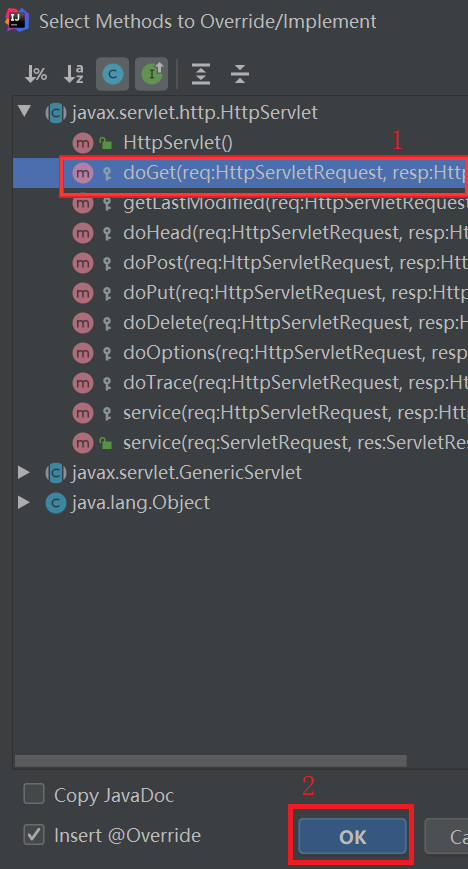 Select Methods to Override/Implement
javax.servlet.http.HttpServlet
1
HttpServlet()
doGet(req:HttpServletRequest, resp:Http
getLastModified(req:HttpServletRequest
doHead(req:HttpServletRequest, resp:H
doPost(req:HttpServletRequest, resp:Ht
doPut(req:HttpServletRequest, resp:Htt
doDelete(req:HttpServletRequest, resp:
doOptions(req:HttpServletRequest, resp
doTrace(req:HttpServletRequest, resp:H
service(req:HttpServletRequest, resp:Ht
service(req:ServletRequest, res:ServletRes
javax.servlet.GenericServlet
java.lang.Object
Copy JavaDoc
2
Insert @Override
OK
Ca